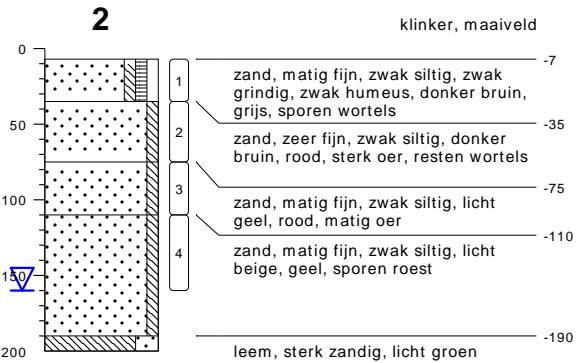 2
klinker, maaiveld
0
-7
1
zand, matig fijn, zwak siltig, zwak
grindig, zwak humeus, donker bruin,
grijs, sporen wortels
-35
50
2
zand, zeer fijn, zwak siltig, donker
bruin, rood, sterk oer, resten wortels
-75
3
zand, matig fijn, zwak siltig, licht
geel, rood, matig oer
100
-110
4
zand, matig fijn, zwak siltig, licht
beige, geel, sporen roest
150
-190
200
leem, sterk zandig, licht groen